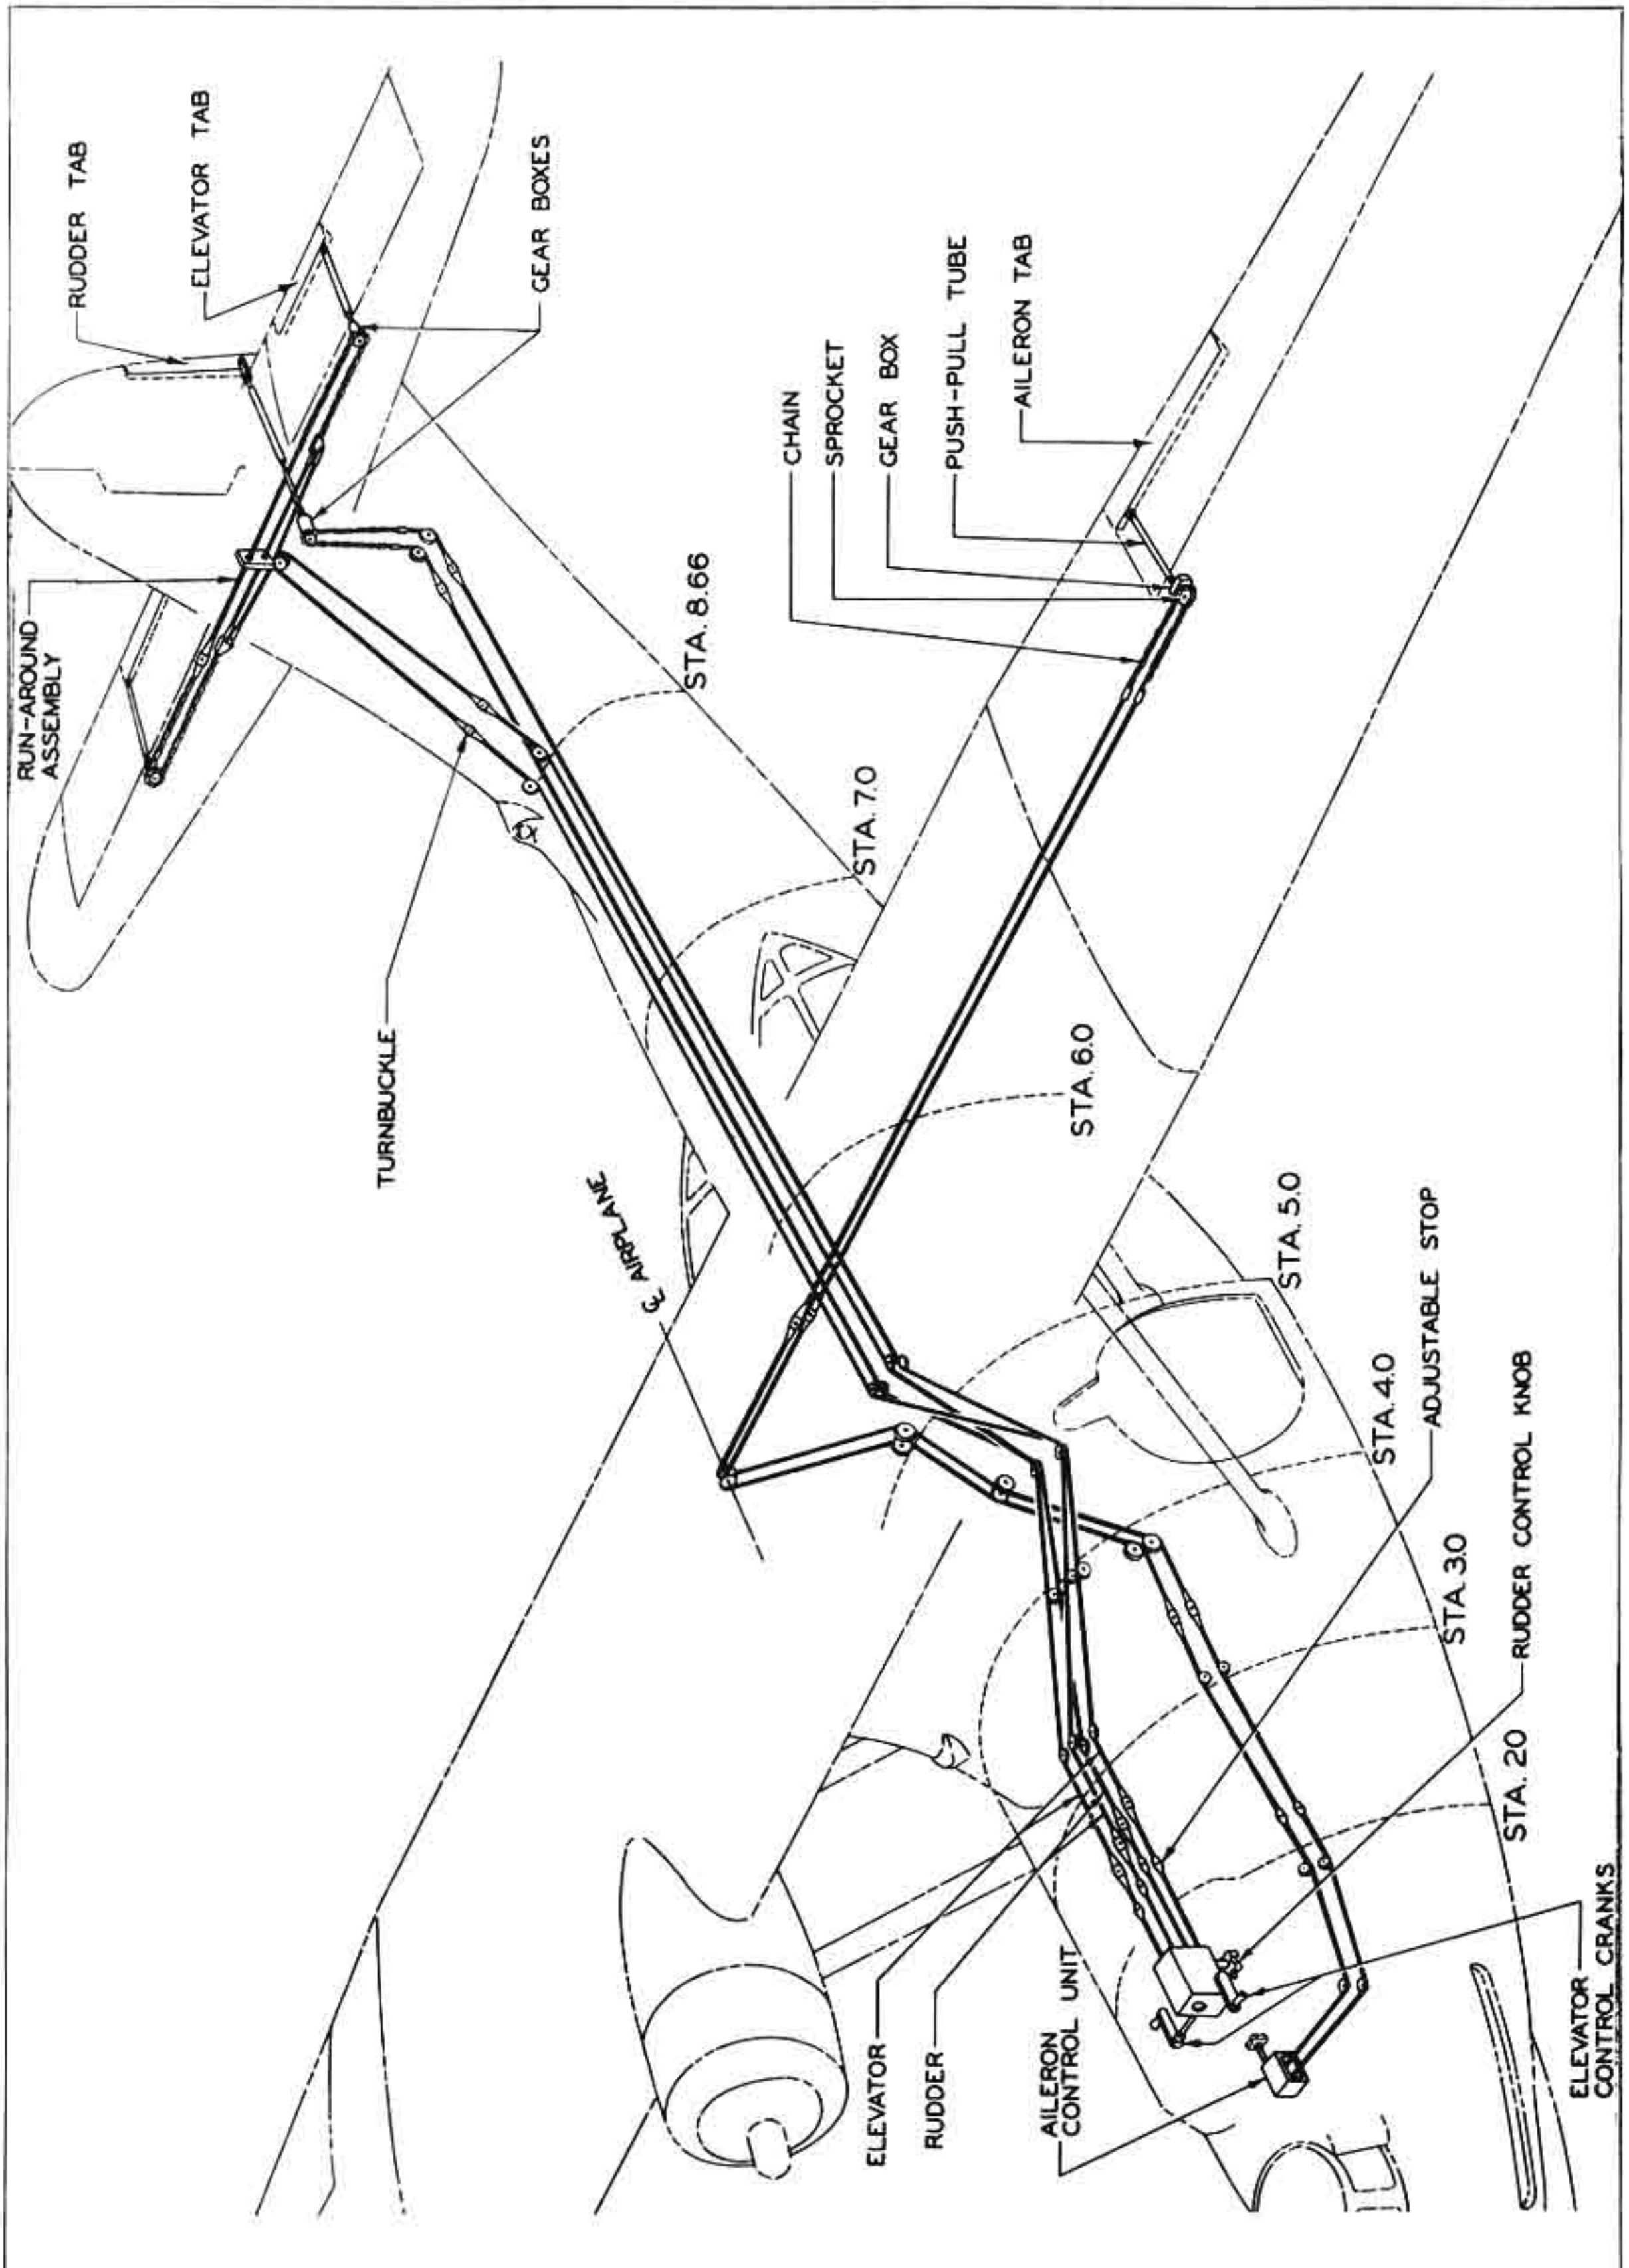 RUN-AROUND
ASSEMBLY
RUDDER TAB
ELEVATOR TAB
GEAR BOXES
TURNBUCKLE
STA. 8.66
CHAIN
SPROCKET
GEAR BOX
PUSH-PULL TUBE
AILERON TAB
STA. 7.0
℄ AIRPLANE
STA. 6.0
STA. 5.0
STA. 4.0
ADJUSTABLE STOP
STA 3.0
RUDDER CONTROL KNOB
STA. 20
ELEVATOR
RUDDER
AILERON
CONTROL UNIT
ELEVATOR
CONTROL CRANKS